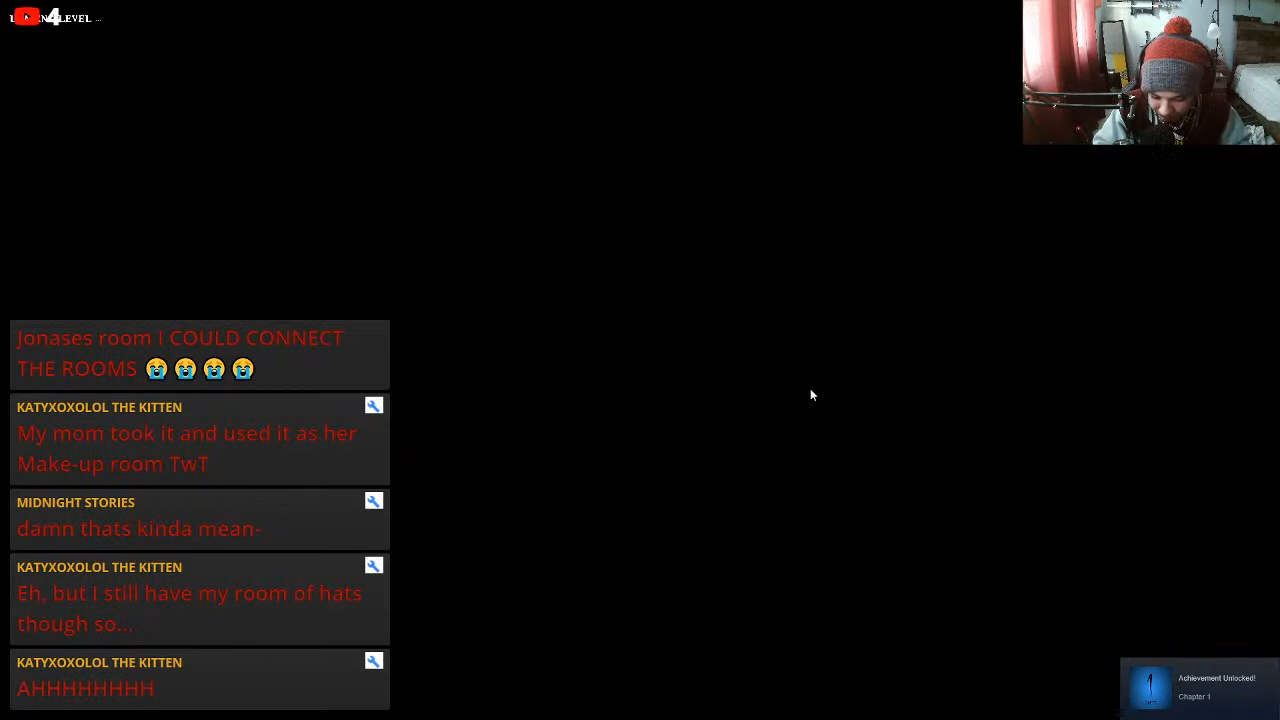 4
LEVEL ...
Jonases room I COULD CONNECT
THE ROOMS 😭😭😭😭
KATYXOXOLOL THE KITTEN
My mom took it and used it as her
Make-up room TwT
MIDNIGHT STORIES
damn thats kinda mean-
KATYXOXOLOL THE KITTEN
Eh, but I still have my room of hats
though so...
KATYXOXOLOL THE KITTEN
AHHHHHHHH
Achievement Unlocked!
Chapter 1